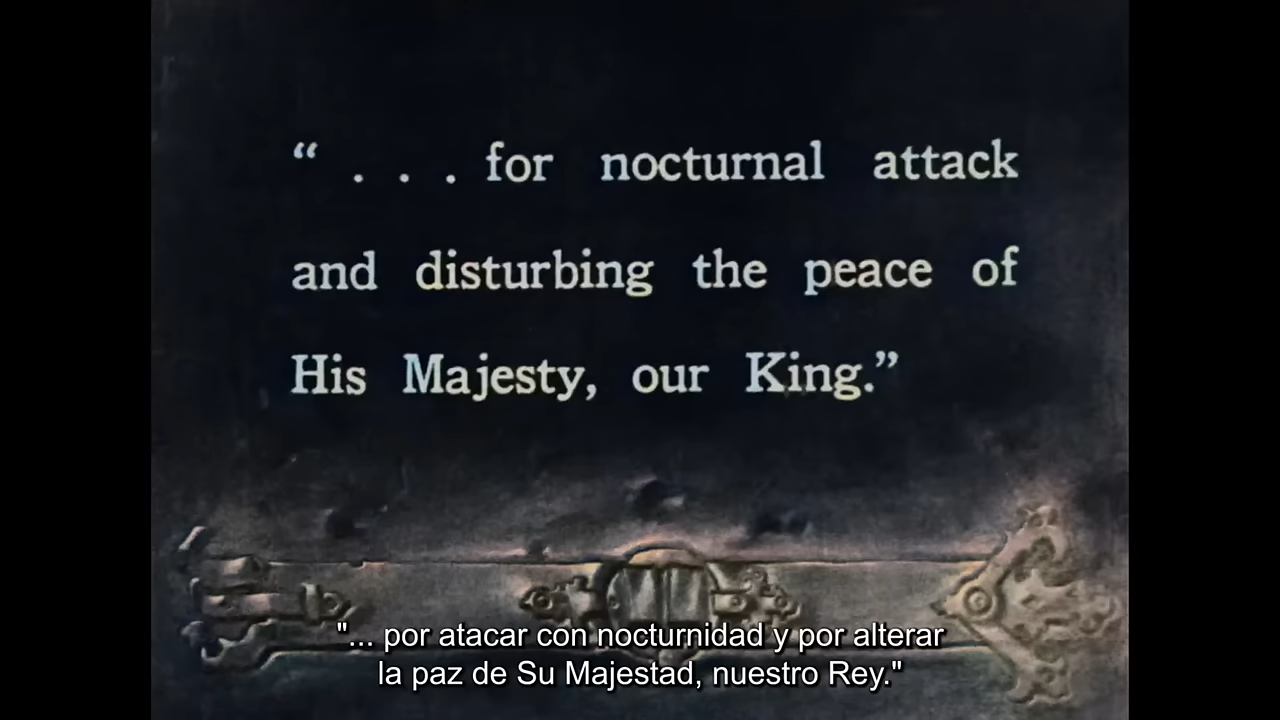 “ . . . for nocturnal attack
and disturbing the peace of
His Majesty, our King.”
"... por atacar con nocturnidad y por alterar
la paz de Su Majestad, nuestro Rey."